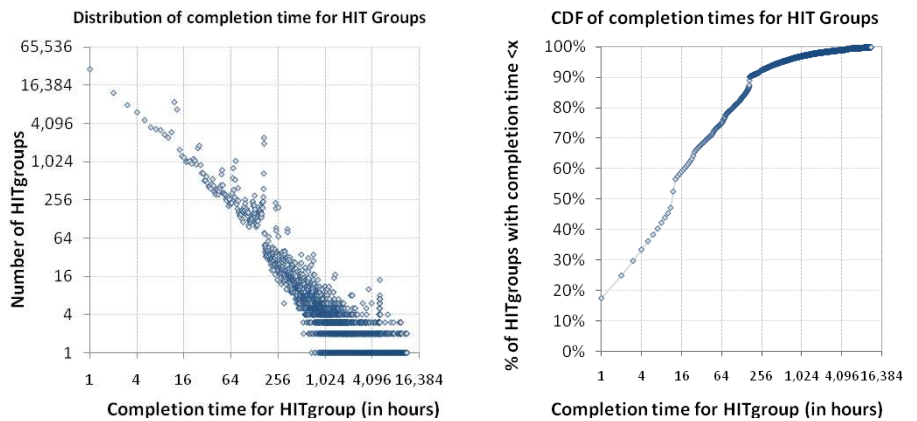 Distribution of completion time for HIT Groups
65,536
16,384
4,096
1,024
256
64
16
4
1
Number of HITgroups
1 4 16 64 256 1,024 4,096 16,384
Completion time for HITgroup (in hours)
CDF of completion times for HIT Groups
100%
90%
80%
70%
60%
50%
40%
30%
20%
10%
0%
% of HITgroups with completion time <x
1 4 16 64 256 1,024 4,096 16,384
Completion time for HITgroup (in hours)